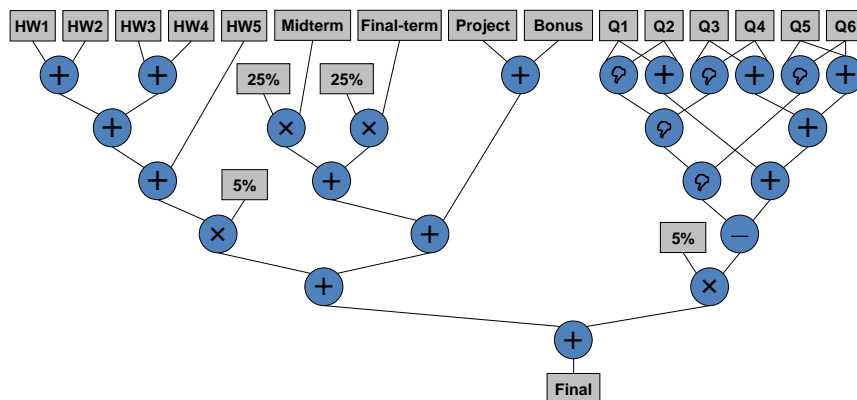 HW1 HW2 HW3 HW4 HW5 Midterm Final-term Project Bonus Q1 Q2 Q3 Q4 Q5 Q6
+ + + + + +
25% 25%
× ×
+ +
+ + +
5%
× + −
5%
+ ×
+
Final